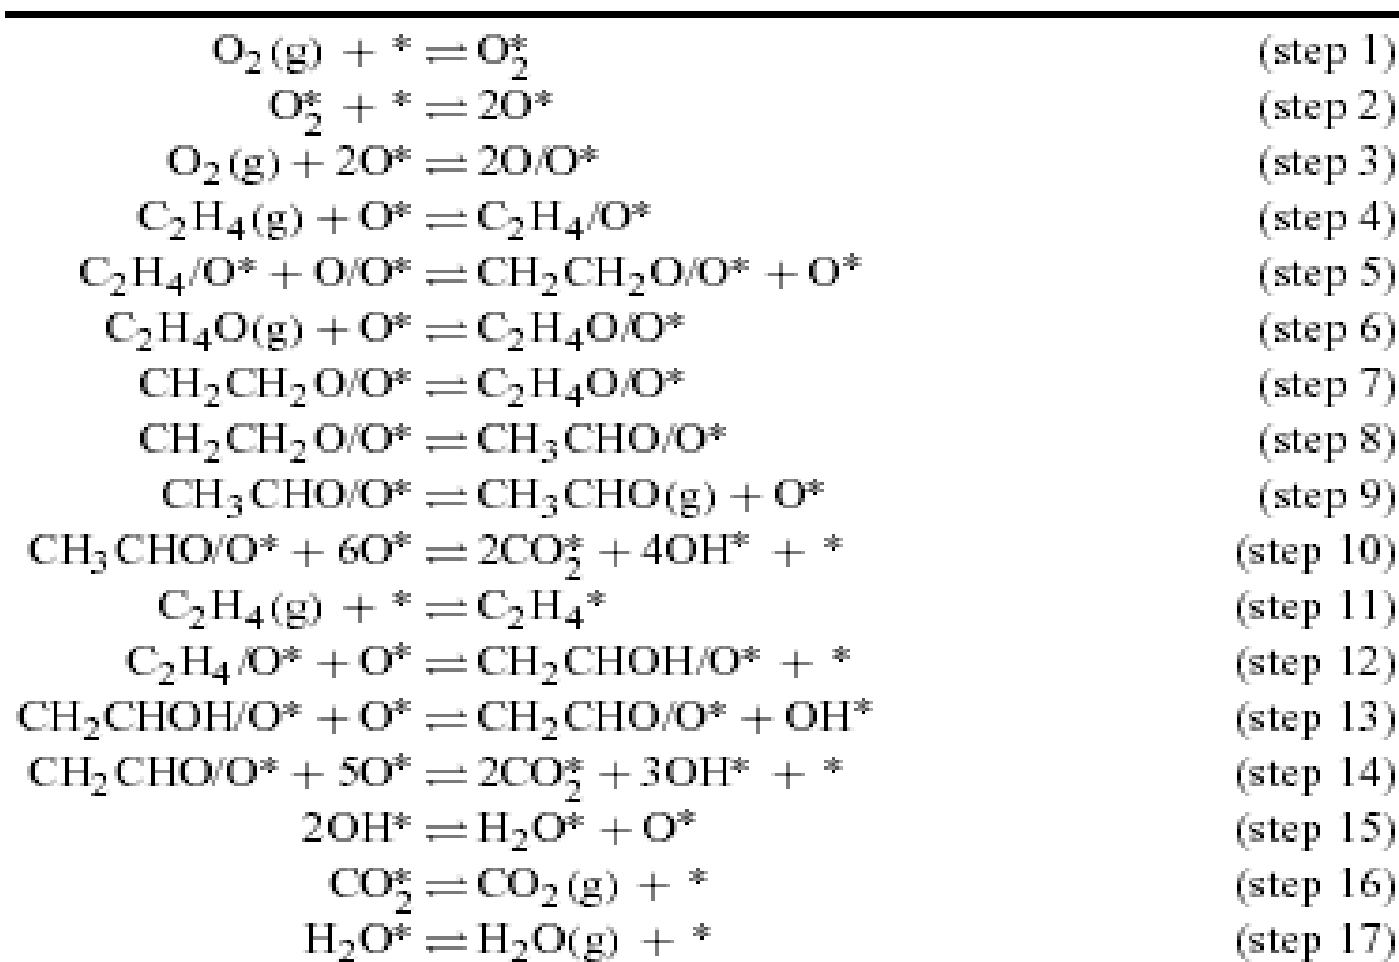 O₂(g) + * ⇌ O₂* (step 1)
O₂* + * ⇌ 2O* (step 2)
O₂(g) + 2O* ⇌ 2O/O* (step 3)
C₂H₄(g) + O* ⇌ C₂H₄/O* (step 4)
C₂H₄/O* + O/O* ⇌ CH₂CH₂O/O* + O* (step 5)
C₂H₄O(g) + O* ⇌ C₂H₄O/O* (step 6)
CH₂CH₂O/O* ⇌ C₂H₄O/O* (step 7)
CH₂CH₂O/O* ⇌ CH₃CHO/O* (step 8)
CH₃CHO/O* ⇌ CH₃CHO(g) + O* (step 9)
CH₃CHO/O* + 6O* ⇌ 2CO₂* + 4OH* + * (step 10)
C₂H₄(g) + * ⇌ C₂H₄* (step 11)
C₂H₄/O* + O* ⇌ CH₂CHOH/O* + * (step 12)
CH₂CHOH/O* + O* ⇌ CH₂CHO/O* + OH* (step 13)
CH₂CHO/O* + 5O* ⇌ 2CO₂* + 3OH* + * (step 14)
2OH* ⇌ H₂O* + O* (step 15)
CO₂* ⇌ CO₂(g) + * (step 16)
H₂O* ⇌ H₂O(g) + * (step 17)